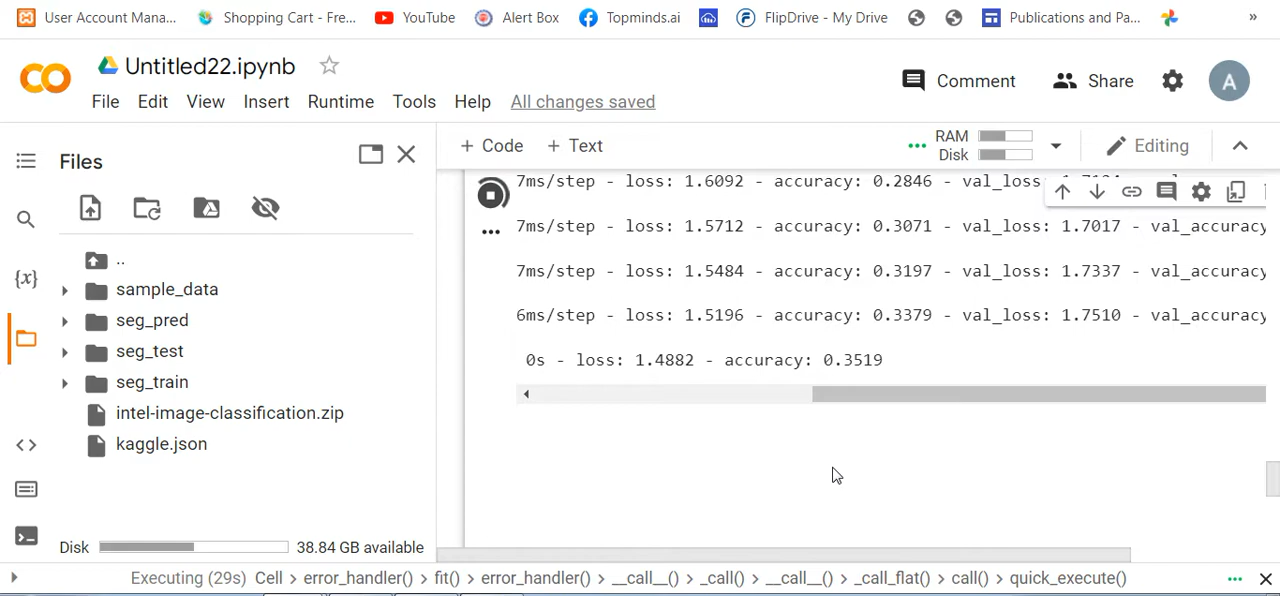 User Account Mana...
Shopping Cart - Fre...
YouTube
Alert Box
Topminds.ai
FlipDrive - My Drive
Publications and Pa...
»
CO
Untitled22.ipynb
Comment
Share
A
File Edit View Insert Runtime Tools Help All changes saved
Files
+ Code + Text
RAM
Disk
Editing
..
sample_data
seg_pred
seg_test
seg_train
intel-image-classification.zip
kaggle.json
{x}
Disk
38.84 GB available
7ms/step - loss: 1.6092 - accuracy: 0.2846 - val_loss:
7ms/step - loss: 1.5712 - accuracy: 0.3071 - val_loss: 1.7017 - val_accuracy
7ms/step - loss: 1.5484 - accuracy: 0.3197 - val_loss: 1.7337 - val_accuracy
6ms/step - loss: 1.5196 - accuracy: 0.3379 - val_loss: 1.7510 - val_accuracy
0s - loss: 1.4882 - accuracy: 0.3519
Executing (29s) Cell > error_handler() > fit() > error_handler() > __call__() > _call() > __call__() > _call_flat() > call() > quick_execute()